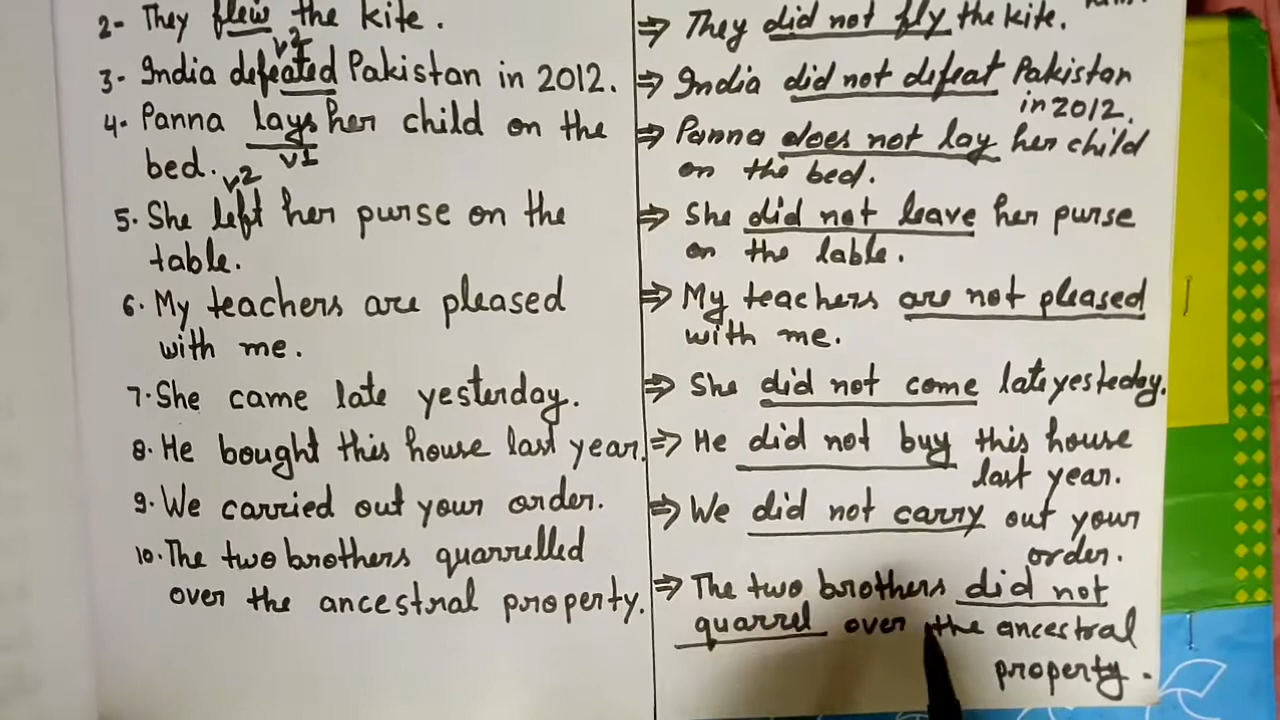 2- They flew the kite.
v2
3- India defeated Pakistan in 2012.
4- Panna lays her child on the
v1
bed.
v2
5. She left her purse on the
table.
6. My teachers are pleased
with me.
7. She came late yesterday.
8. He bought this house last year.
9. We carried out your order.
10. The two brothers quarrelled
over the ancestral property.
⇒ They did not fly the kite.
⇒ India did not defeat Pakistan
in 2012.
⇒ Panna does not lay her child
on the bed.
⇒ She did not leave her purse
on the lable.
⇒ My teachers are not pleased
with me.
⇒ She did not come late yesteday.
⇒ He did not buy this house
last year.
⇒ We did not carry out your
order.
⇒ The two brothers did not
quarrel over the ancestral
property.